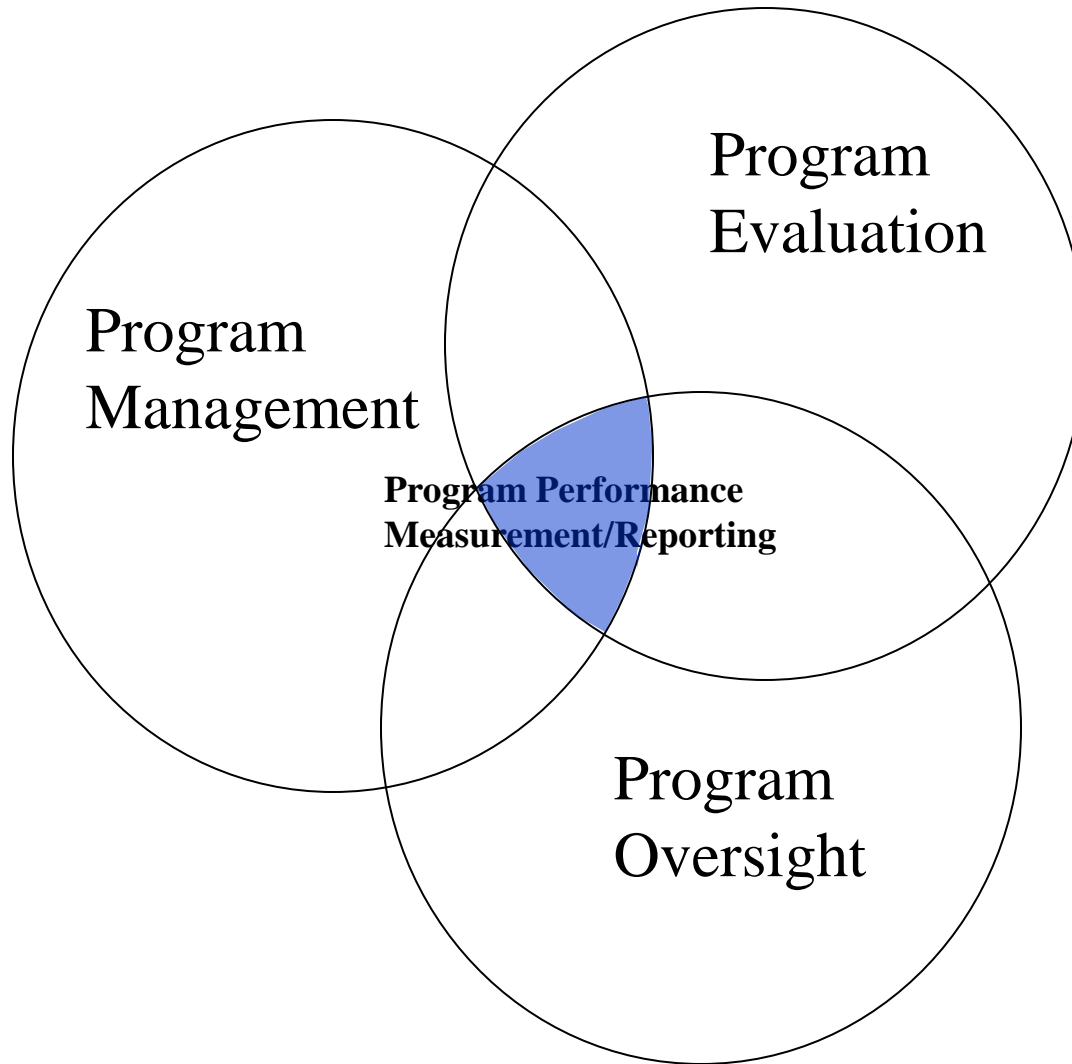 Program
Evaluation
Program
Management
Program Performance
Measurement/Reporting
Program
Oversight